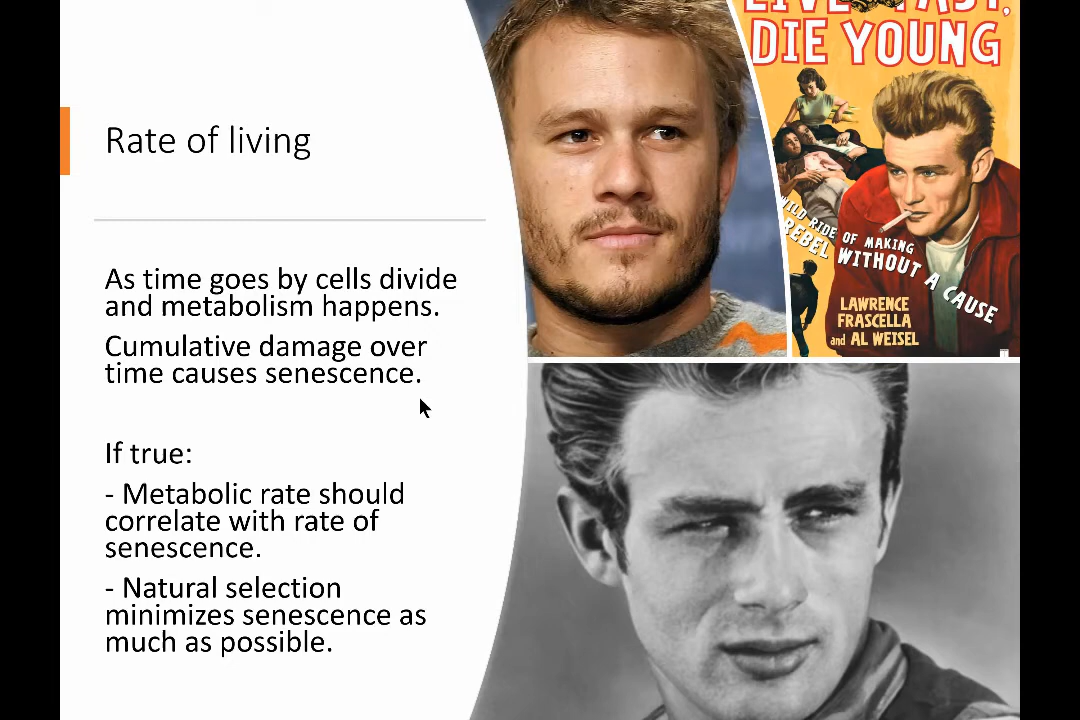 Rate of living
As time goes by cells divide
and metabolism happens.
Cumulative damage over
time causes senescence.
If true:
- Metabolic rate should
correlate with rate of
senescence.
- Natural selection
minimizes senescence as
much as possible.
LIVE FAST,
DIE YOUNG
WILD RIDE OF MAKING
REBEL WITHOUT A CAUSE
LAWRENCE
FRASCELLA
and AL WEISEL